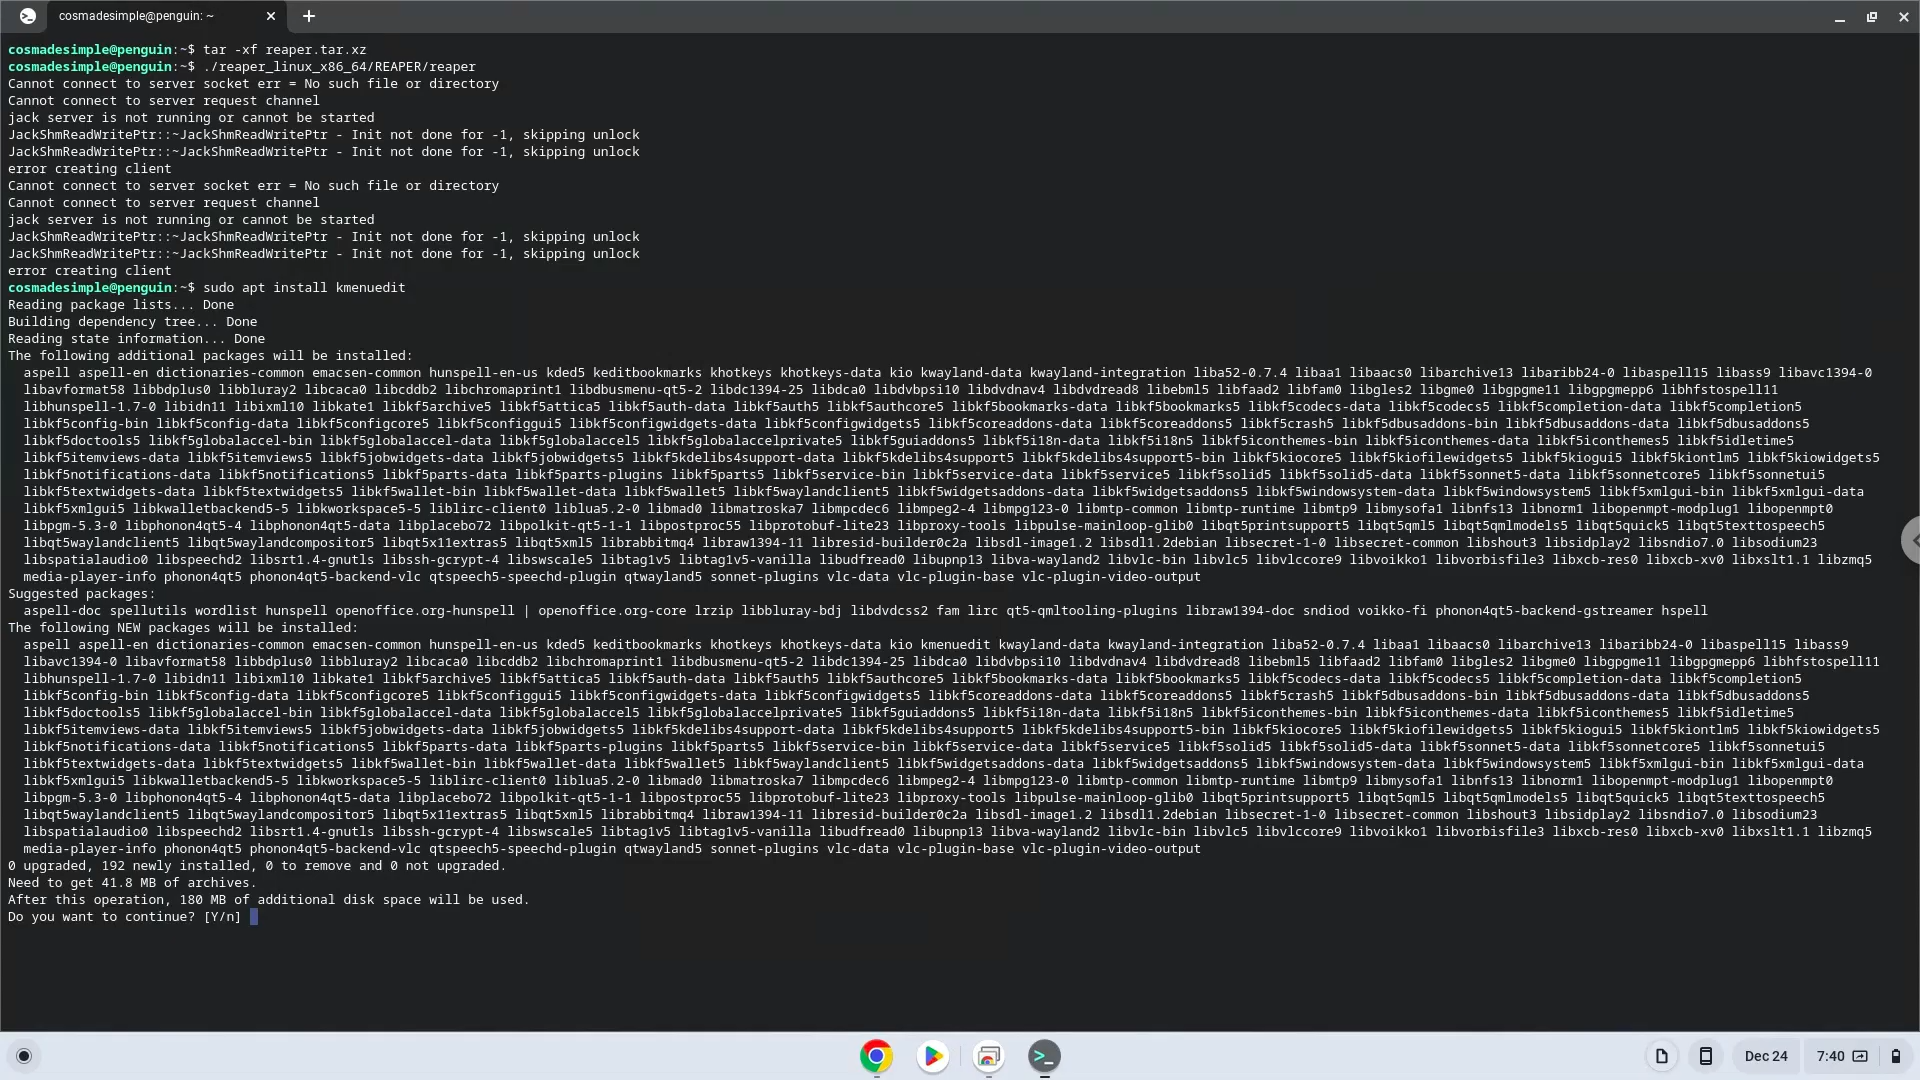 cosmadesimple@penguin: ~
cosmadesimple@penguin:~$ tar -xf reaper.tar.xz
cosmadesimple@penguin:~$ ./reaper_linux_x86_64/REAPER/reaper
Cannot connect to server socket err = No such file or directory
Cannot connect to server request channel
jack server is not running or cannot be started
JackShmReadWritePtr::~JackShmReadWritePtr - Init not done for -1, skipping unlock
JackShmReadWritePtr::~JackShmReadWritePtr - Init not done for -1, skipping unlock
error creating client
Cannot connect to server socket err = No such file or directory
Cannot connect to server request channel
jack server is not running or cannot be started
JackShmReadWritePtr::~JackShmReadWritePtr - Init not done for -1, skipping unlock
JackShmReadWritePtr::~JackShmReadWritePtr - Init not done for -1, skipping unlock
error creating client
cosmadesimple@penguin:~$ sudo apt install kmenuedit
Reading package lists... Done
Building dependency tree... Done
Reading state information... Done
The following additional packages will be installed:
aspell aspell-en dictionaries-common emacsen-common hunspell-en-us kded5 keditbookmarks khotkeys khotkeys-data kio kwayland-data kwayland-integration liba52-0.7.4 libaa1 libaacs0 libarchive13 libaribb24-0 libaspell15 libass9 libavc1394-0
libavformat58 libbdplus0 libbluray2 libcaca0 libcddb2 libchromaprint1 libdbusmenu-qt5-2 libdc1394-25 libdca0 libdvbpsi10 libdvdnav4 libdvdread8 libebml5 libfaad2 libfam0 libgles2 libgme0 libgpgme11 libgpgmepp6 libhfstospell11
libhunspell-1.7-0 libidn11 libixml10 libkate1 libkf5archive5 libkf5attica5 libkf5auth-data libkf5auth5 libkf5authcore5 libkf5bookmarks-data libkf5bookmarks5 libkf5codecs-data libkf5codecs5 libkf5completion-data libkf5completion5
libkf5config-bin libkf5config-data libkf5configcore5 libkf5configgui5 libkf5configwidgets-data libkf5configwidgets5 libkf5coreaddons-data libkf5coreaddons5 libkf5crash5 libkf5dbusaddons-bin libkf5dbusaddons-data libkf5dbusaddons5
libkf5doctools5 libkf5globalaccel-bin libkf5globalaccel-data libkf5globalaccel5 libkf5globalaccelprivate5 libkf5guiaddons5 libkf5i18n-data libkf5i18n5 libkf5iconthemes-bin libkf5iconthemes-data libkf5iconthemes5 libkf5idletime5
libkf5itemviews-data libkf5itemviews5 libkf5jobwidgets-data libkf5jobwidgets5 libkf5kdelibs4support-data libkf5kdelibs4support5 libkf5kdelibs4support5-bin libkf5kiocore5 libkf5kiofilewidgets5 libkf5kiogui5 libkf5kiontlm5 libkf5kiowidgets5
libkf5notifications-data libkf5notifications5 libkf5parts-data libkf5parts-plugins libkf5parts5 libkf5service-bin libkf5service-data libkf5service5 libkf5solid5 libkf5solid5-data libkf5sonnet5-data libkf5sonnetcore5 libkf5sonnetui5
libkf5textwidgets-data libkf5textwidgets5 libkf5wallet-bin libkf5wallet-data libkf5wallet5 libkf5waylandclient5 libkf5widgetsaddons-data libkf5widgetsaddons5 libkf5windowsystem-data libkf5windowsystem5 libkf5xmlgui-bin libkf5xmlgui-data
libkf5xmlgui5 libkwalletbackend5-5 libkworkspace5-5 liblirc-client0 liblua5.2-0 libmad0 libmatroska7 libmpcdec6 libmpeg2-4 libmpg123-0 libmtp-common libmtp-runtime libmtp9 libmysofa1 libnfs13 libnorm1 libopenmpt-modplug1 libopenmpt0
libpgm-5.3-0 libphonon4qt5-4 libphonon4qt5-data libplacebo72 libpolkit-qt5-1-1 libpostproc55 libprotobuf-lite23 libproxy-tools libpulse-mainloop-glib0 libqt5printsupport5 libqt5qml5 libqt5qmlmodels5 libqt5quick5 libqt5texttospeech5
libqt5waylandclient5 libqt5waylandcompositor5 libqt5x11extras5 libqt5xml5 librabbitmq4 libraw1394-11 libresid-builder0c2a libsdl-image1.2 libsdl1.2debian libsecret-1-0 libsecret-common libshout3 libsidplay2 libsndio7.0 libsodium23
libspatialaudio0 libspeechd2 libsrt1.4-gnutls libssh-gcrypt-4 libswscale5 libtag1v5 libtag1v5-vanilla libudfread0 libupnp13 libva-wayland2 libvlc-bin libvlc5 libvlccore9 libvoikko1 libvorbisfile3 libxcb-res0 libxcb-xv0 libxslt1.1 libzmq5
media-player-info phonon4qt5 phonon4qt5-backend-vlc qtspeech5-speechd-plugin qtwayland5 sonnet-plugins vlc-data vlc-plugin-base vlc-plugin-video-output
Suggested packages:
aspell-doc spellutils wordlist hunspell openoffice.org-hunspell | openoffice.org-core lrzip libbluray-bdj libdvdcss2 fam lirc qt5-qmltooling-plugins libraw1394-doc sndiod voikko-fi phonon4qt5-backend-gstreamer hspell
The following NEW packages will be installed:
aspell aspell-en dictionaries-common emacsen-common hunspell-en-us kded5 keditbookmarks khotkeys khotkeys-data kio kmenuedit kwayland-data kwayland-integration liba52-0.7.4 libaa1 libaacs0 libarchive13 libaribb24-0 libaspell15 libass9
libavc1394-0 libavformat58 libbdplus0 libbluray2 libcaca0 libcddb2 libchromaprint1 libdbusmenu-qt5-2 libdc1394-25 libdca0 libdvbpsi10 libdvdnav4 libdvdread8 libebml5 libfaad2 libfam0 libgles2 libgme0 libgpgme11 libgpgmepp6 libhfstospell11
libhunspell-1.7-0 libidn11 libixml10 libkate1 libkf5archive5 libkf5attica5 libkf5auth-data libkf5auth5 libkf5authcore5 libkf5bookmarks-data libkf5bookmarks5 libkf5codecs-data libkf5codecs5 libkf5completion-data libkf5completion5
libkf5config-bin libkf5config-data libkf5configcore5 libkf5configgui5 libkf5configwidgets-data libkf5configwidgets5 libkf5coreaddons-data libkf5coreaddons5 libkf5crash5 libkf5dbusaddons-bin libkf5dbusaddons-data libkf5dbusaddons5
libkf5doctools5 libkf5globalaccel-bin libkf5globalaccel-data libkf5globalaccel5 libkf5globalaccelprivate5 libkf5guiaddons5 libkf5i18n-data libkf5i18n5 libkf5iconthemes-bin libkf5iconthemes-data libkf5iconthemes5 libkf5idletime5
libkf5itemviews-data libkf5itemviews5 libkf5jobwidgets-data libkf5jobwidgets5 libkf5kdelibs4support-data libkf5kdelibs4support5 libkf5kdelibs4support5-bin libkf5kiocore5 libkf5kiofilewidgets5 libkf5kiogui5 libkf5kiontlm5 libkf5kiowidgets5
libkf5notifications-data libkf5notifications5 libkf5parts-data libkf5parts-plugins libkf5parts5 libkf5service-bin libkf5service-data libkf5service5 libkf5solid5 libkf5solid5-data libkf5sonnet5-data libkf5sonnetcore5 libkf5sonnetui5
libkf5textwidgets-data libkf5textwidgets5 libkf5wallet-bin libkf5wallet-data libkf5wallet5 libkf5waylandclient5 libkf5widgetsaddons-data libkf5widgetsaddons5 libkf5windowsystem-data libkf5windowsystem5 libkf5xmlgui-bin libkf5xmlgui-data
libkf5xmlgui5 libkwalletbackend5-5 libkworkspace5-5 liblirc-client0 liblua5.2-0 libmad0 libmatroska7 libmpcdec6 libmpeg2-4 libmpg123-0 libmtp-common libmtp-runtime libmtp9 libmysofa1 libnfs13 libnorm1 libopenmpt-modplug1 libopenmpt0
libpgm-5.3-0 libphonon4qt5-4 libphonon4qt5-data libplacebo72 libpolkit-qt5-1-1 libpostproc55 libprotobuf-lite23 libproxy-tools libpulse-mainloop-glib0 libqt5printsupport5 libqt5qml5 libqt5qmlmodels5 libqt5quick5 libqt5texttospeech5
libqt5waylandclient5 libqt5waylandcompositor5 libqt5x11extras5 libqt5xml5 librabbitmq4 libraw1394-11 libresid-builder0c2a libsdl-image1.2 libsdl1.2debian libsecret-1-0 libsecret-common libshout3 libsidplay2 libsndio7.0 libsodium23
libspatialaudio0 libspeechd2 libsrt1.4-gnutls libssh-gcrypt-4 libswscale5 libtag1v5 libtag1v5-vanilla libudfread0 libupnp13 libva-wayland2 libvlc-bin libvlc5 libvlccore9 libvoikko1 libvorbisfile3 libxcb-res0 libxcb-xv0 libxslt1.1 libzmq5
media-player-info phonon4qt5 phonon4qt5-backend-vlc qtspeech5-speechd-plugin qtwayland5 sonnet-plugins vlc-data vlc-plugin-base vlc-plugin-video-output
0 upgraded, 192 newly installed, 0 to remove and 0 not upgraded.
Need to get 41.8 MB of archives.
After this operation, 180 MB of additional disk space will be used.
Do you want to continue? [Y/n]
Dec 24
7:40